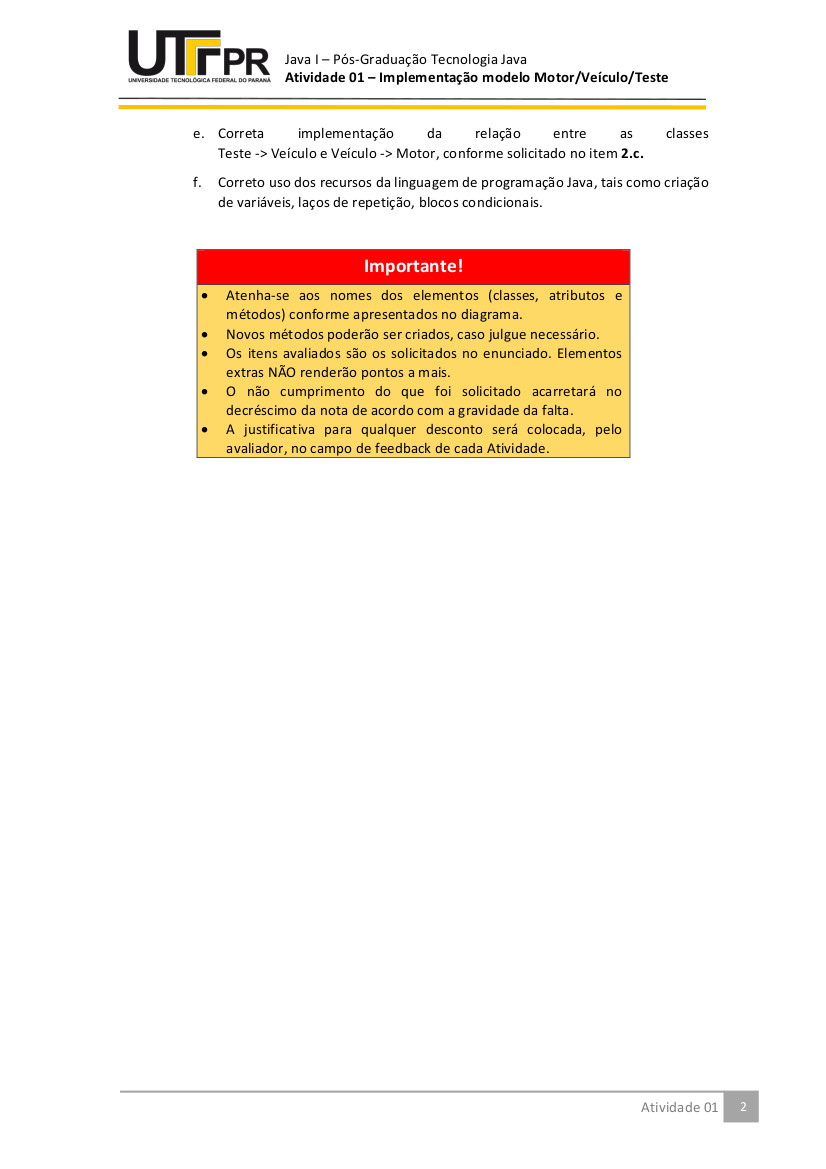 UTFPR
UNIVERSIDADE TECNOLÓGICA FEDERAL DO PARANÁ
Java I – Pós-Graduação Tecnologia Java
Atividade 01 – Implementação modelo Motor/Veículo/Teste
e. Correta implementação da relação entre as classes
Teste -> Veículo e Veículo -> Motor, conforme solicitado no item 2.c.
f. Correto uso dos recursos da linguagem de programação Java, tais como criação
de variáveis, laços de repetição, blocos condicionais.
Importante!
• Atenha-se aos nomes dos elementos (classes, atributos e
métodos) conforme apresentados no diagrama.
• Novos métodos poderão ser criados, caso julgue necessário.
• Os itens avaliados são os solicitados no enunciado. Elementos
extras NÃO renderão pontos a mais.
• O não cumprimento do que foi solicitado acarretará no
decréscimo da nota de acordo com a gravidade da falta.
• A justificativa para qualquer desconto será colocada, pelo
avaliador, no campo de feedback de cada Atividade.
Atividade 01 2